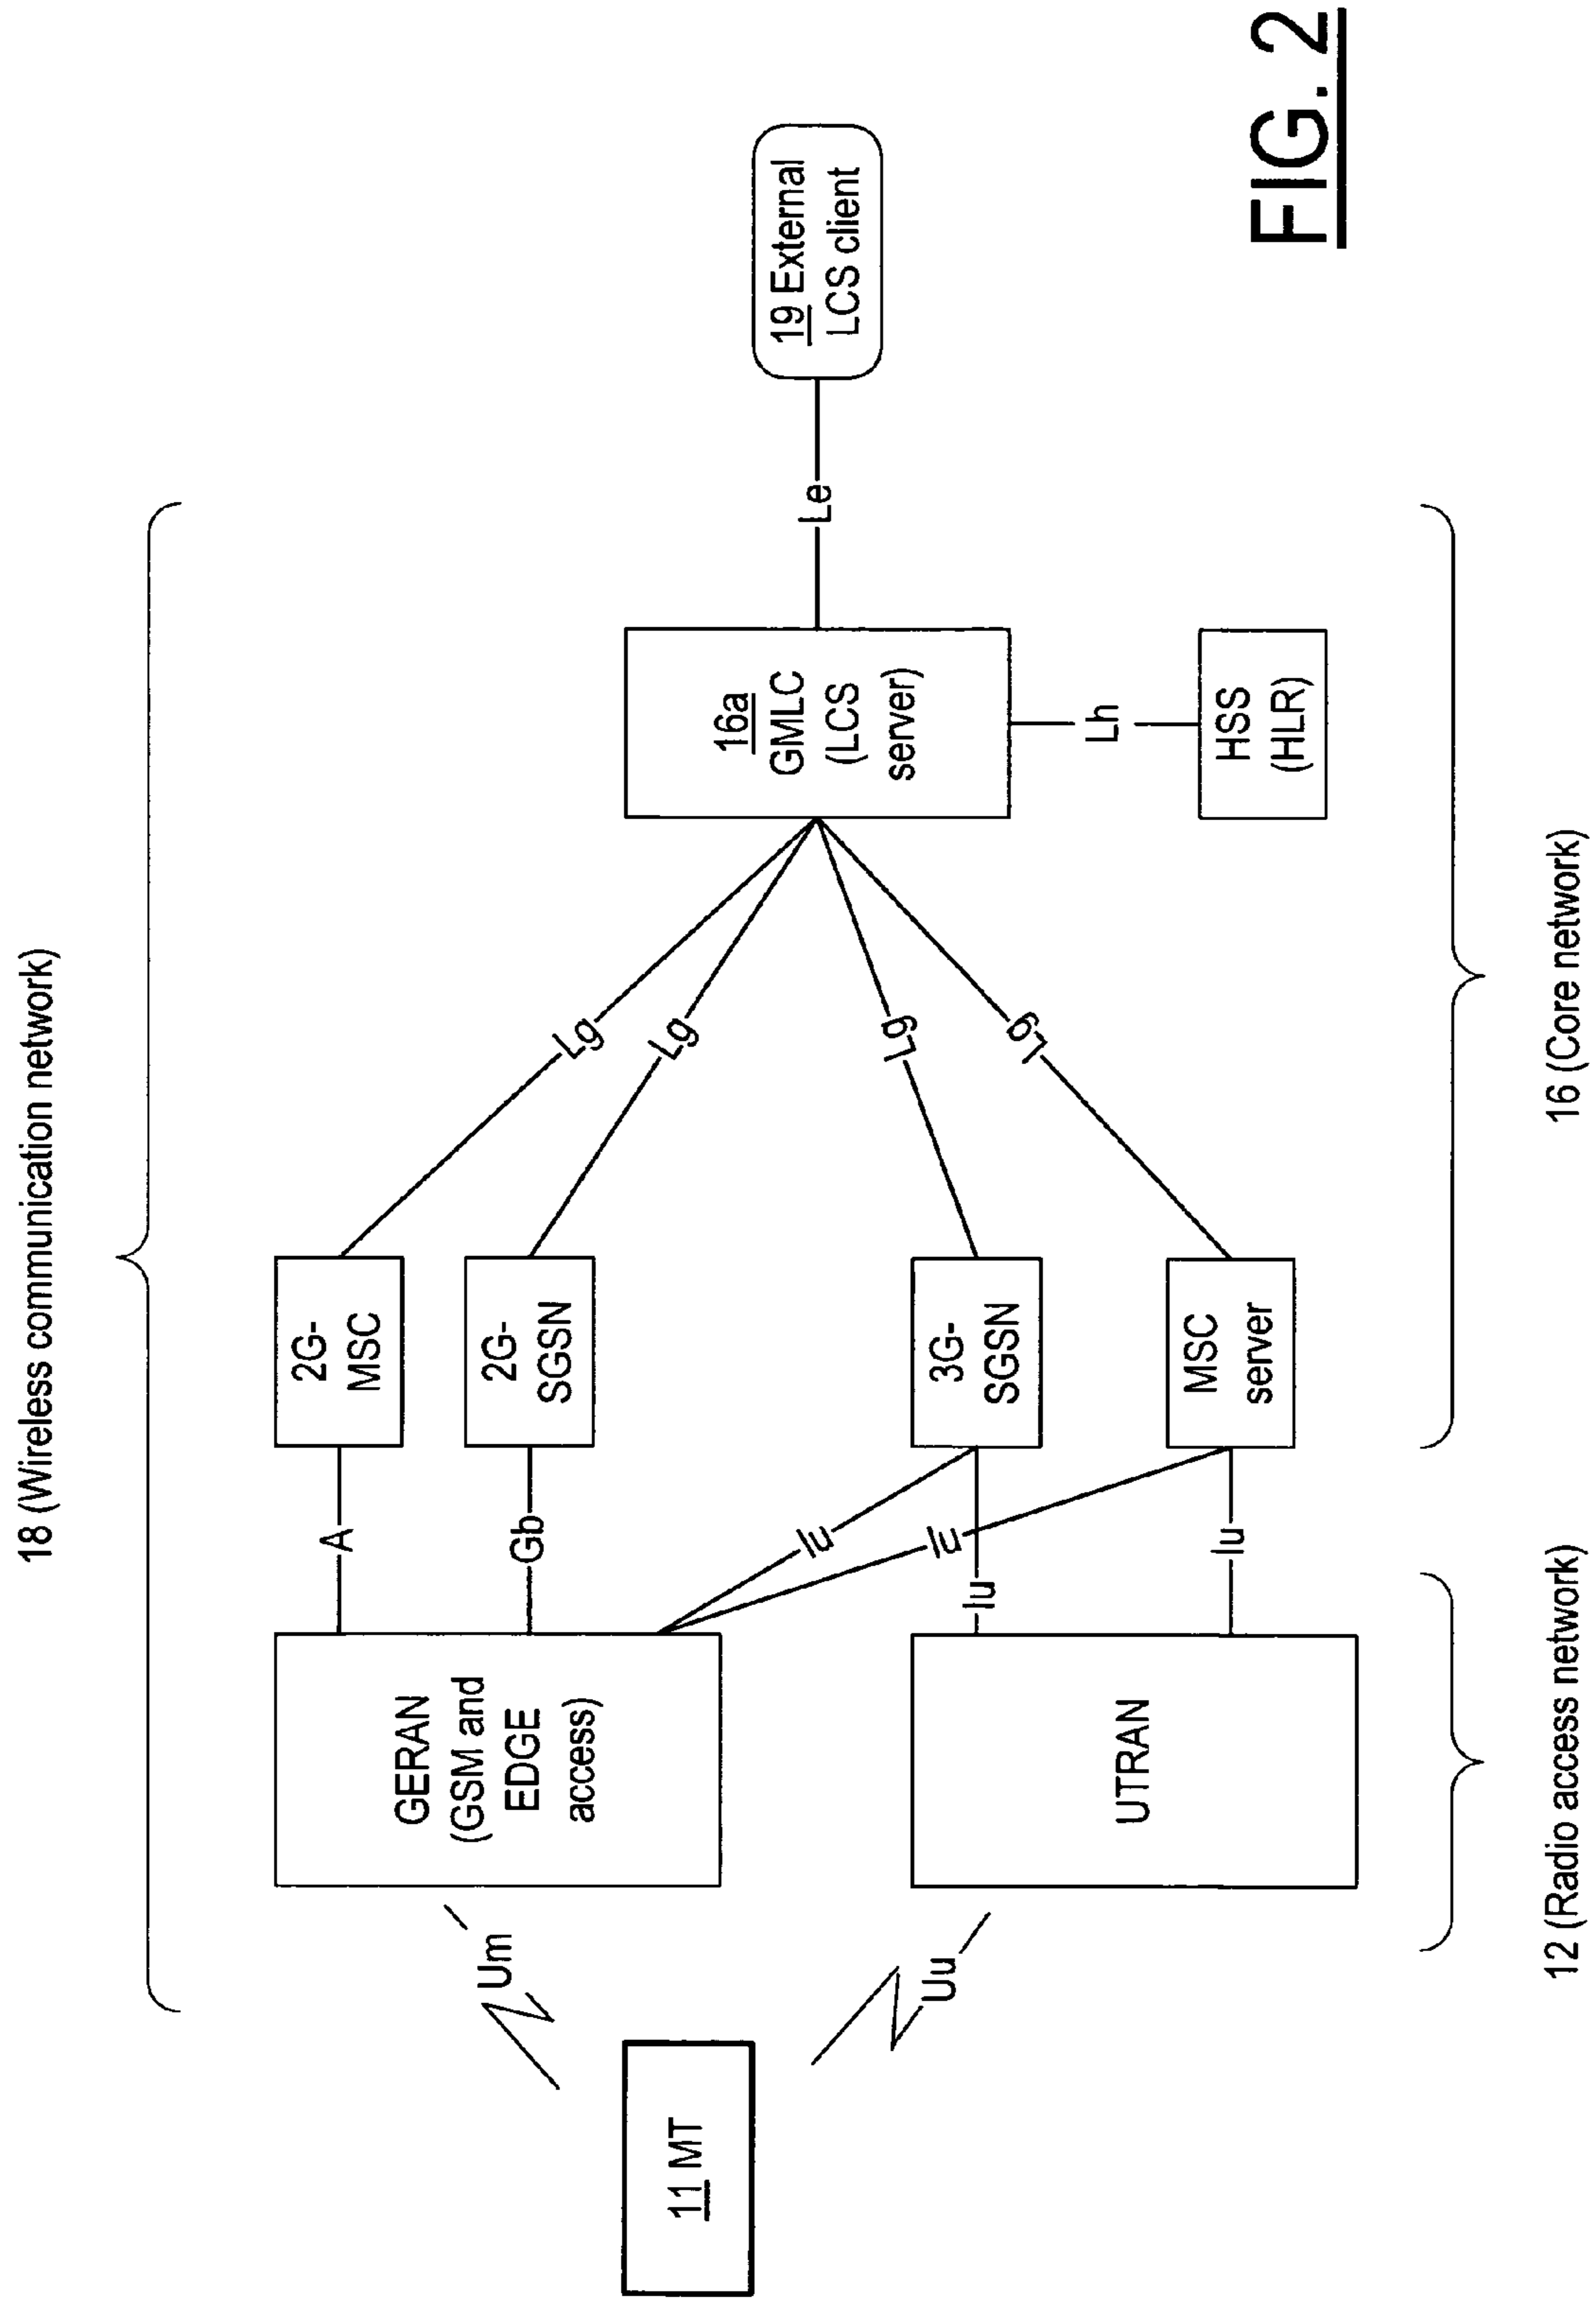 18 (Wireless communication network)
11 MT
Um
Uu
GERAN
(GSM and
EDGE
access)
UTRAN
A
Gb
Iu
Iu
Iu
Iu
2G-
MSC
2G-
SGSN
3G-
SGSN
MSC
server
Lg
Lg
Lg
Lg
16a
GMLC
(LCS
server)
Lh
HSS
(HLR)
Le
19 External
LCS client
12 (Radio access network)
16 (Core network)
FIG. 2